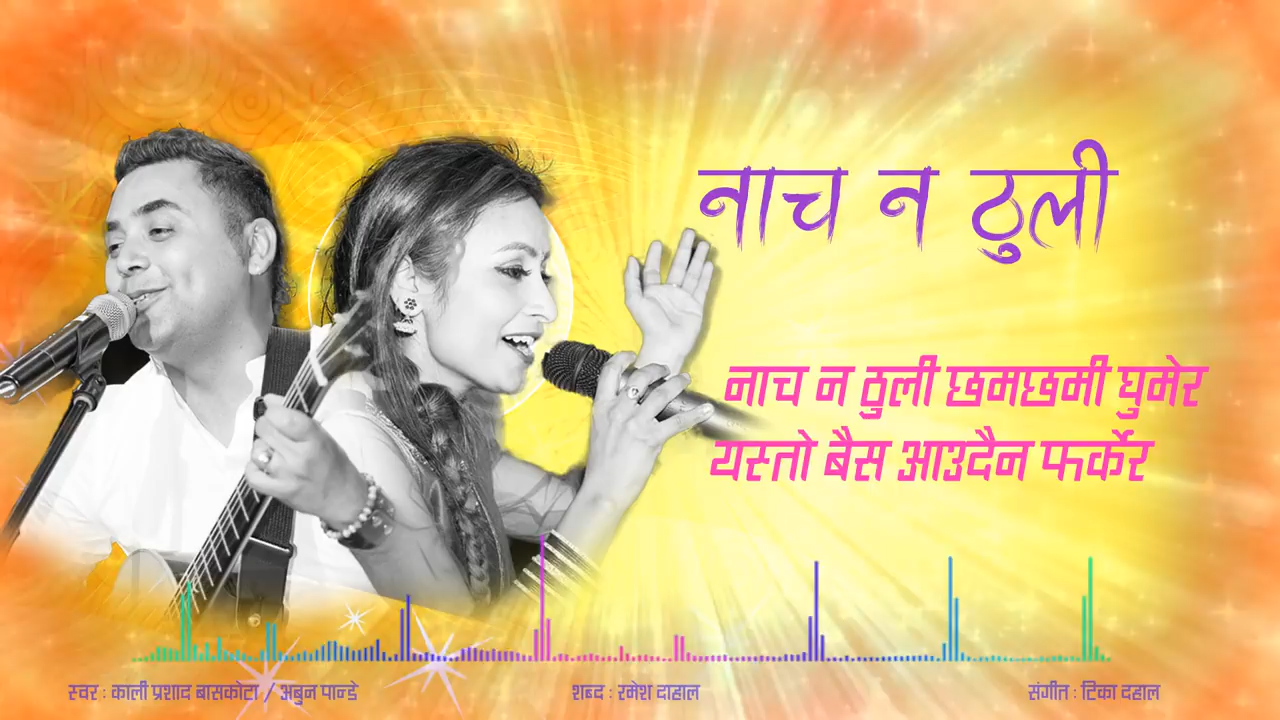 नाच न ठुली
नाच न ठुली छमछमी घुमेर
यस्तो बैस आउदैन फर्केर
स्वर : काली प्रशाद बासकोटा / अबुन पान्डे
शब्द : रमेश दाहाल
संगीत : टिका दहाल